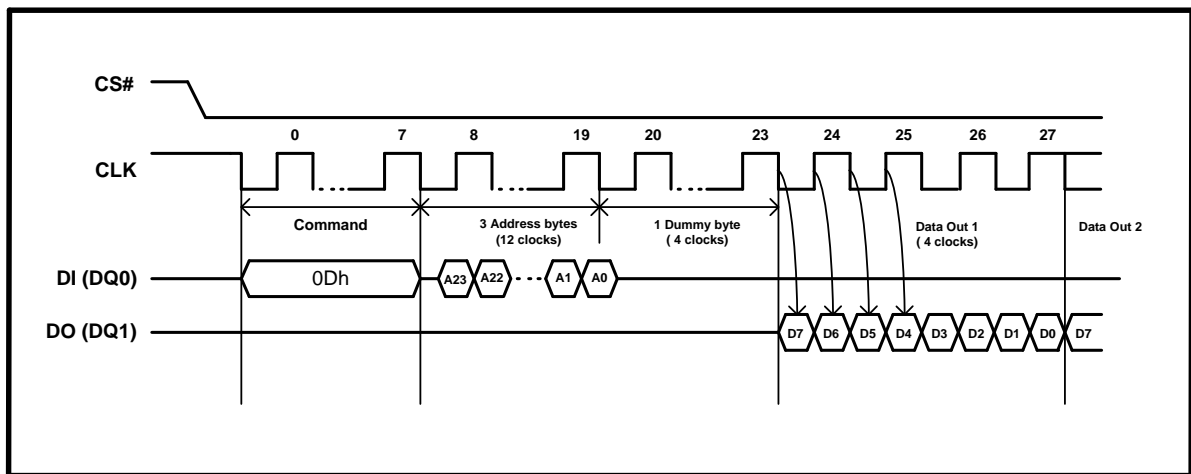 CS#
0 7 8 19 20 23 24 25 26 27
CLK
Command
3 Address bytes
(12 clocks)
1 Dummy byte
( 4 clocks)
Data Out 1
( 4 clocks)
Data Out 2
DI (DQ0)
0Dh
A23 A22 A1 A0
DO (DQ1)
D7 D6 D5 D4 D3 D2 D1 D0 D7